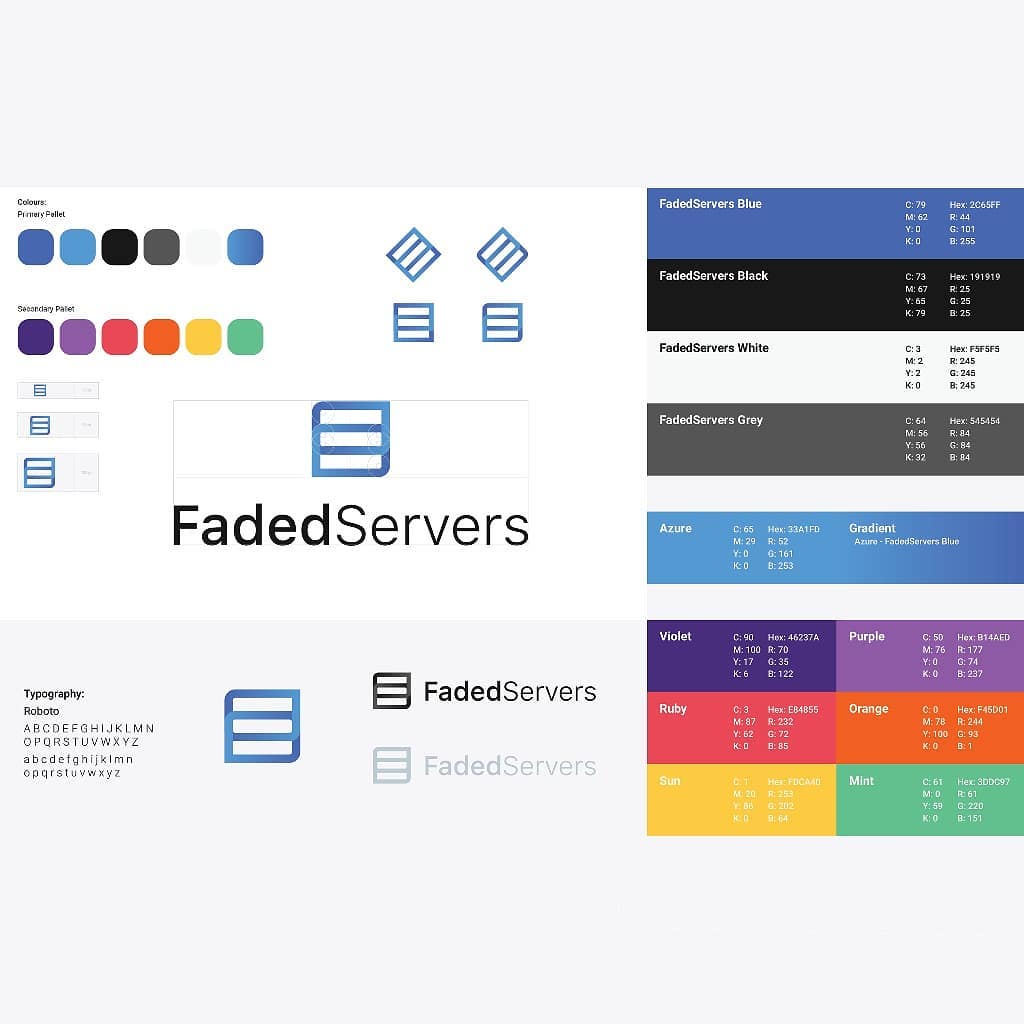 Colours:
Primary Pallet
Secondary Pallet
FadedServers
Typography:
Roboto
ABCDEFGHIJKLMN
OPQRSTUVWXYZ
abcdefghijklmn
opqrstuvwxyz
FadedServers
FadedServers
FadedServers Blue
C: 79 Hex: 2C65FF
M: 62 R: 44
Y: 0 G: 101
K: 0 B: 255
FadedServers Black
C: 73 Hex: 191919
M: 67 R: 25
Y: 65 G: 25
K: 79 B: 25
FadedServers White
C: 3 Hex: F5F5F5
M: 2 R: 245
Y: 2 G: 245
K: 0 B: 245
FadedServers Grey
C: 64 Hex: 545454
M: 56 R: 84
Y: 56 G: 84
K: 32 B: 84
Azure
C: 65 Hex: 33A1FD
M: 29 R: 52
Y: 0 G: 161
K: 0 B: 253
Gradient
Azure - FadedServers Blue
Violet
C: 90 Hex: 46237A
M: 100 R: 70
Y: 17 G: 35
K: 6 B: 122
Purple
C: 50 Hex: B14AED
M: 76 R: 177
Y: 0 G: 74
K: 0 B: 237
Ruby
C: 3 Hex: E84855
M: 87 R: 232
Y: 62 G: 72
K: 0 B: 85
Orange
C: 0 Hex: F45D01
M: 78 R: 244
Y: 100 G: 93
K: 0 B: 1
Sun
C: 1 Hex: FDCA40
M: 20 R: 253
Y: 86 G: 202
K: 0 B: 64
Mint
C: 61 Hex: 3DDC97
M: 0 R: 61
Y: 59 G: 220
K: 0 B: 151